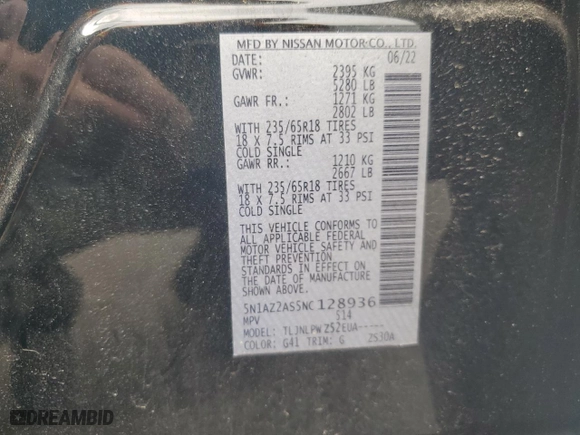 MFD BY NISSAN MOTOR CO., LTD.
DATE: 06/22
GVWR: 2395 KG
5280 LB
GAWR FR.: 1271 KG
2802 LB
WITH 235/65R18 TIRES
18 X 7.5 RIMS AT 33 PSI
COLD SINGLE
GAWR RR.: 1210 KG
2667 LB
WITH 235/65R18 TIRES
18 X 7.5 RIMS AT 33 PSI
COLD SINGLE
THIS VEHICLE CONFORMS TO
ALL APPLICABLE FEDERAL
MOTOR VEHICLE SAFETY AND
THEFT PREVENTION
STANDARDS IN EFFECT ON
THE DATE OF MANUFACTURE
SHOWN ABOVE.
5N1AZ2AS5NC128936
MPV 514
MODEL: TLJNLPWZ52EUA-----
COLOR: G41 TRIM: G ZS30A
DREAMBID